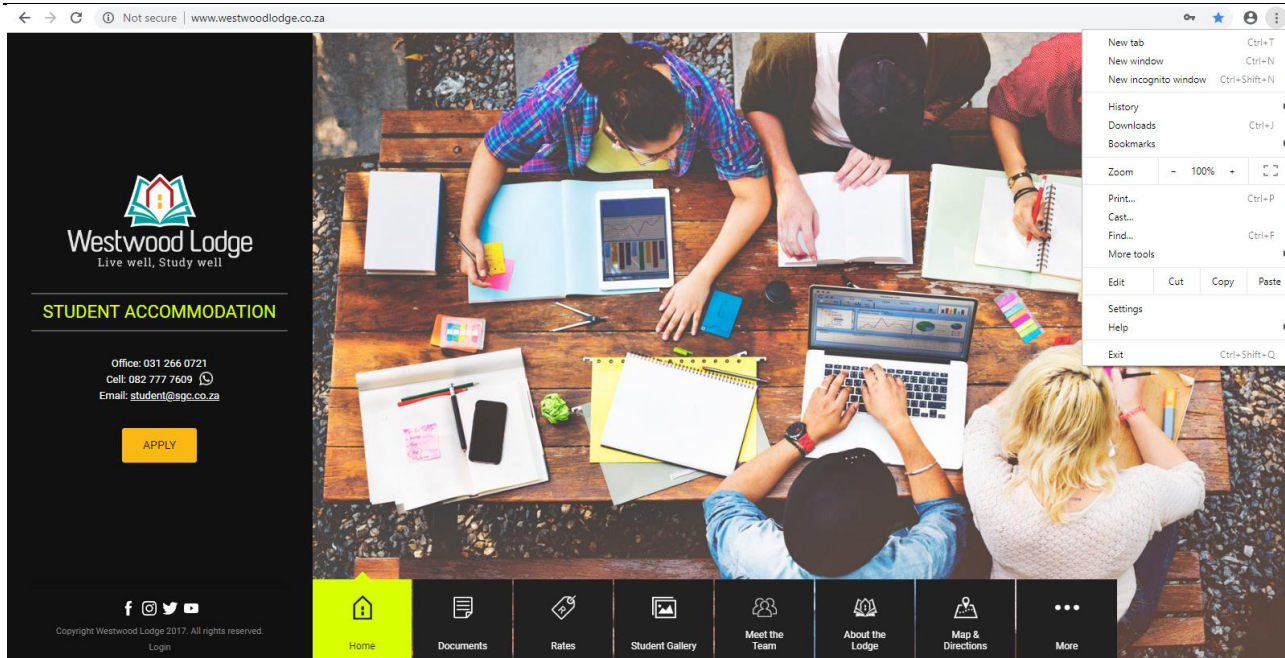 Not secure | www.westwoodlodge.co.za
New tab Ctrl+T
New window Ctrl+N
New incognito window Ctrl+Shift+N
History
Downloads Ctrl+J
Bookmarks
Zoom - 100% +
Print... Ctrl+P
Cast...
Find... Ctrl+F
More tools
Edit Cut Copy Paste
Settings
Help
Exit Ctrl+Shift+Q
Westwood Lodge
Live well, Study well
STUDENT ACCOMMODATION
Office: 031 266 0721
Cell: 082 777 7609
Email: student@sgc.co.za
APPLY
Copyright Westwood Lodge 2017. All rights reserved.
Login
Home
Documents
Rates
Student Gallery
Meet the
Team
About the
Lodge
Map &
Directions
More